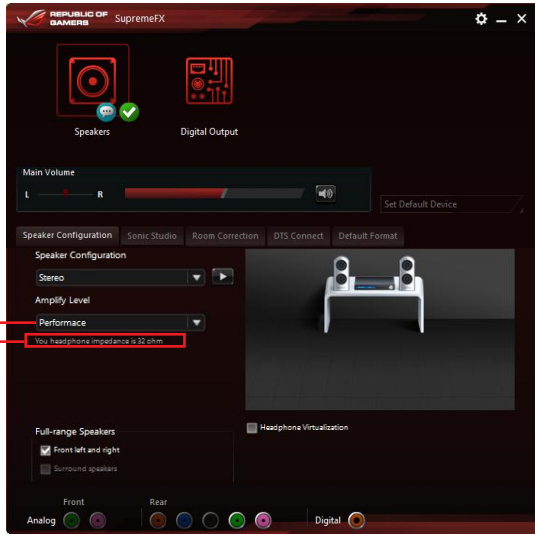 REPUBLIC OF
GAMERS
SupremeFX
Speakers
Digital Output
Main Volume
L R
Set Default Device
Speaker Configuration Sonic Studio Room Correction DTS Connect Default Format
Speaker Configuration
Stereo
Amplify Level
Performace
You headphone impedance is 32 ohm
Headphone Virtualization
Full-range Speakers
Front left and right
Surround speakers
Front Rear
Analog Digital